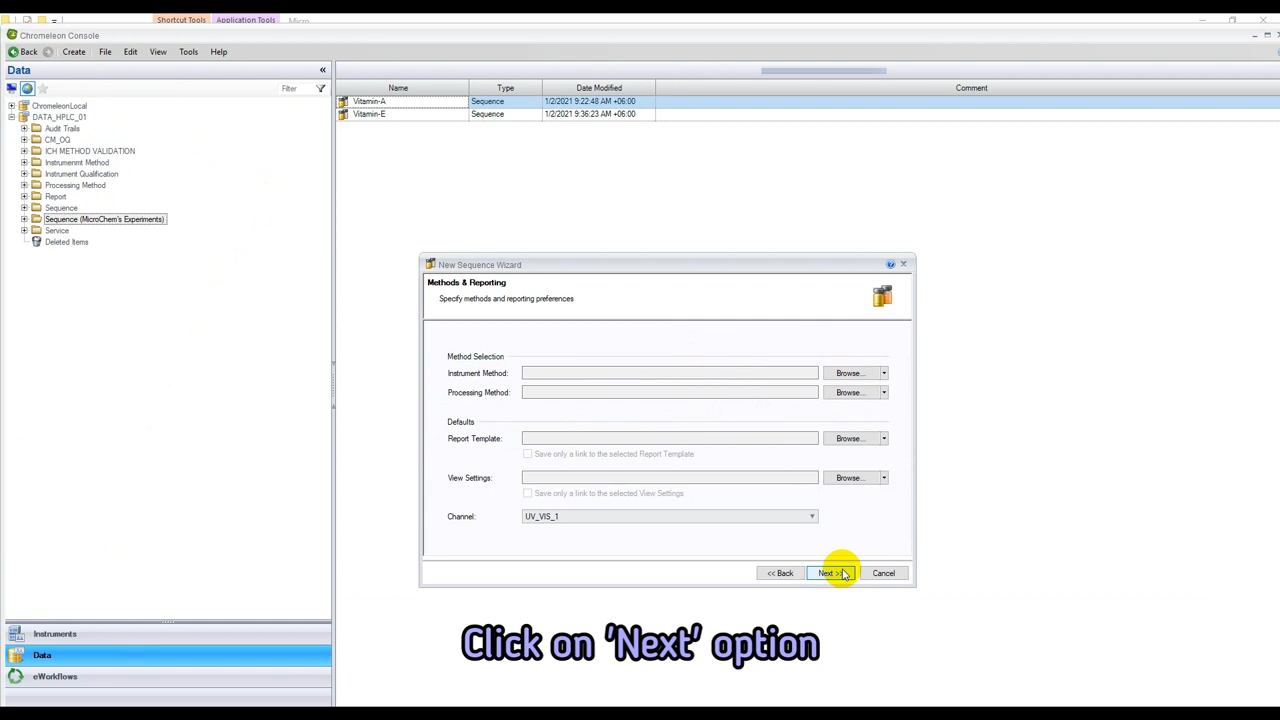 Shortcut Tools
Application Tools
Micro
Chromeleon Console
Back
Create
File
Edit
View
Tools
Help
Data
«
Filter
ChromeleonLocal
DATA_HPLC_01
Audit Trails
CM_OQ
ICH METHOD VALIDATION
Instrunemnt Method
Instrument Qualification
Processing Method
Report
Sequence
Sequence (MicroChem's Experiments)
Service
Deleted Items
Instruments
Data
eWorkflows
Name Type Date Modified Comment
Vitamin-A Sequence 1/2/2021 9:22:48 AM +06:00
Vitamin-E Sequence 1/2/2021 9:36:23 AM +06:00
New Sequence Wizard
Methods & Reporting
Specify methods and reporting preferences
Method Selection
Instrument Method: Browse...
Processing Method: Browse...
Defaults
Report Template: Browse...
Save only a link to the selected Report Template
View Settings: Browse...
Save only a link to the selected View Settings
Channel: UV_VIS_1
<< Back Next >> Cancel
Click on 'Next' option